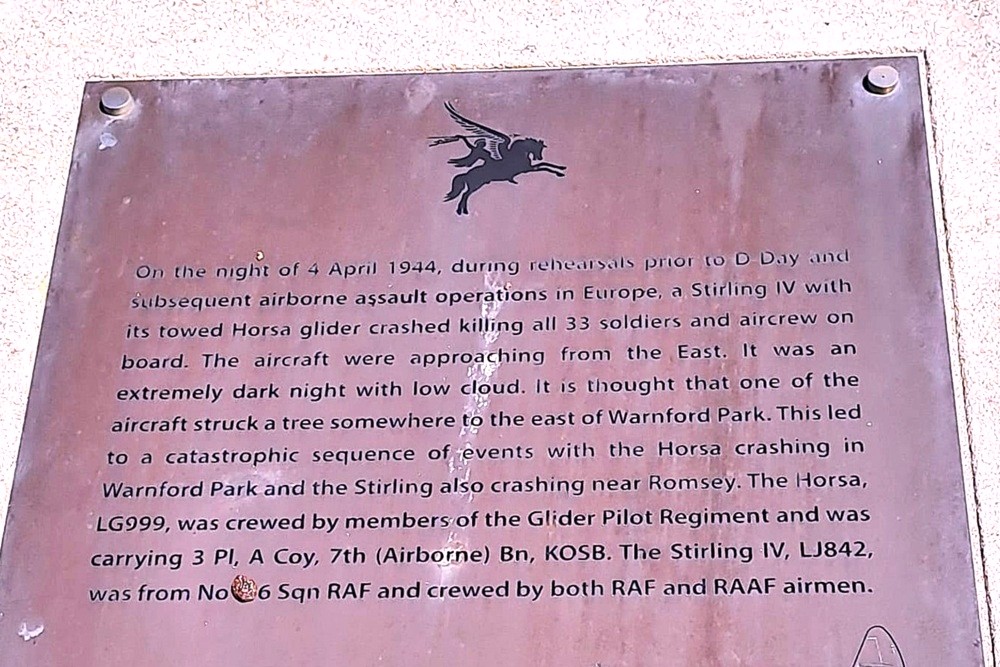 On the night of 4 April 1944, during rehearsals prior to D Day and
subsequent airborne assault operations in Europe, a Stirling IV with
its towed Horsa glider crashed killing all 33 soldiers and aircrew on
board. The aircraft were approaching from the East. It was an
extremely dark night with low cloud. It is thought that one of the
aircraft struck a tree somewhere to the east of Warnford Park. This led
to a catastrophic sequence of events with the Horsa crashing in
Warnford Park and the Stirling also crashing near Romsey. The Horsa,
LG999, was crewed by members of the Glider Pilot Regiment and was
carrying 3 Pl, A Coy, 7th (Airborne) Bn, KOSB. The Stirling IV, LJ842,
was from No 6 Sqn RAF and crewed by both RAF and RAAF airmen.